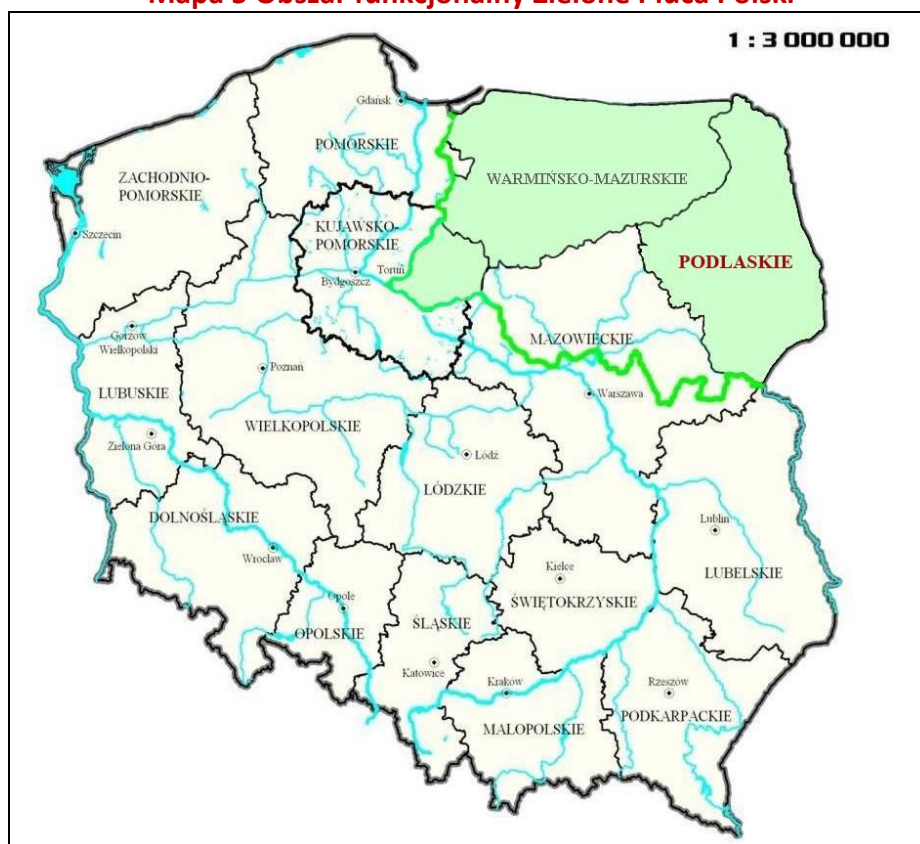 Mapa Obszar funkcjonalny Zielone Płuca Polski
1 : 3 000 000
Gdańsk
POMORSKIE
ZACHODNIO-
POMORSKIE
WARMIŃSKO-MAZURSKIE
Szczecin
KUJAWSKO-
POMORSKIE
Toruń
Bydgoszcz
PODLASKIE
Gorzów
Wielkopolski
MAZOWIECKIE
Poznań
LUBUSKIE
Warszawa
WIELKOPOLSKIE
Zielona Góra
Łódź
ŁÓDZKIE
DOLNOŚLĄSKIE
Lublin
Wrocław
LUBELSKIE
Kielce
ŚWIĘTOKRZYSKIE
Opole
OPOLSKIE
ŚLĄSKIE
Katowice
Kraków
Rzeszów
MAŁOPOLSKIE
PODKARPACKIE